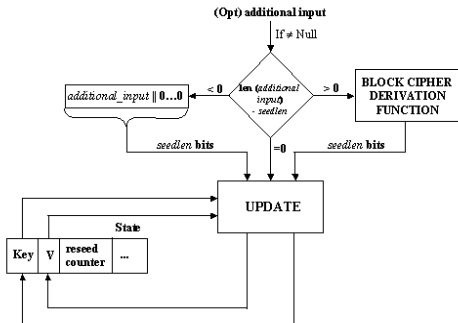 (Opt) additional input
If ≠ Null
< 0
len (additional
input)
- seedlen
> 0
additional_input || 0...0
BLOCK CIPHER
DERIVATION
FUNCTION
seedlen bits
=0
seedlen bits
UPDATE
State
Key
V
reseed
counter
...